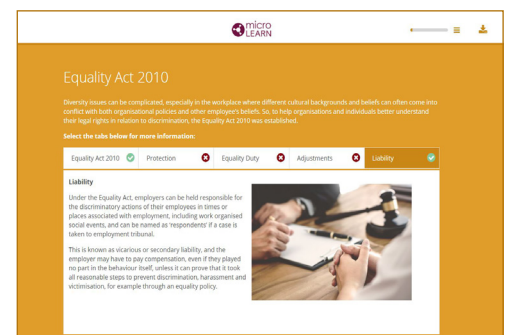 micro
LEARN
Equality Act 2010
Diversity issues can be complicated, especially in the workplace where different cultural backgrounds and beliefs can often come into
conflict with both organisational policies and other employee's beliefs. So, to help organisations and individuals better understand
their legal rights in relation to discrimination, the Equality Act 2010 was established.
Select the tabs below for more information:
Equality Act 2010 Protection Equality Duty Adjustments Liability
Liability
Under the Equality Act, employers can be held responsible for
the discriminatory actions of their employees in times or
places associated with employment, including work organised
social events, and can be named as 'respondents' if a case is
taken to employment tribunal.
This is known as vicarious or secondary liability, and the
employer may have to pay compensation, even if they played
no part in the behaviour itself, unless it can prove that it took
all reasonable steps to prevent discrimination, harassment and
victimisation, for example through an equality policy.